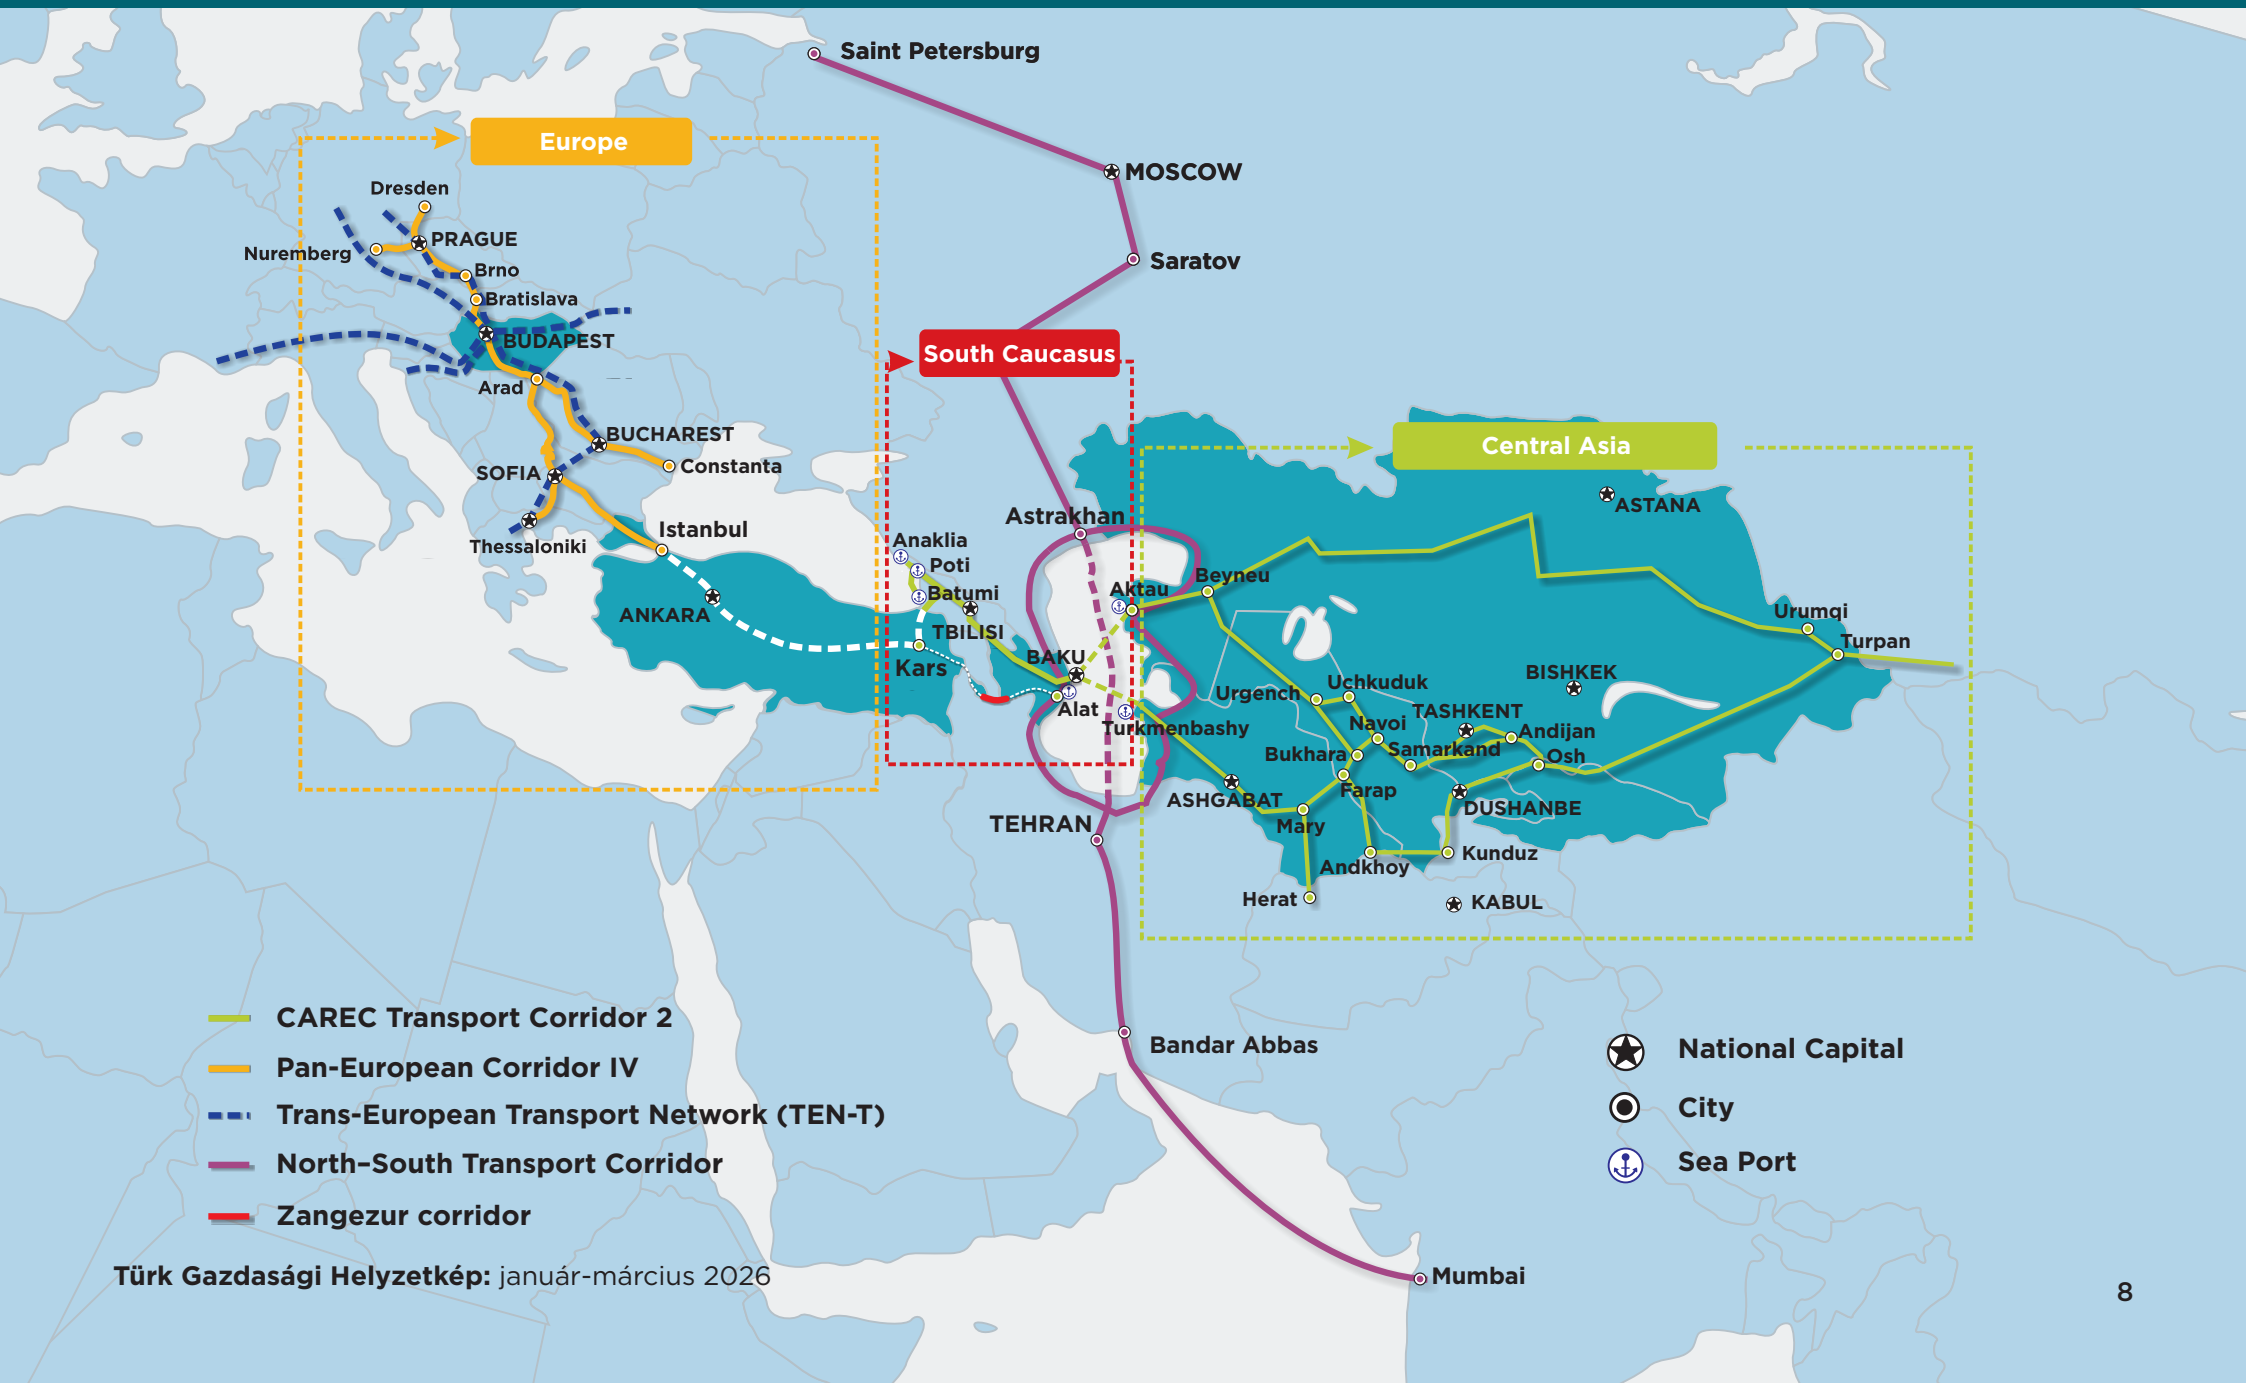 Saint Petersburg
Europe
MOSCOW
Dresden
PRAGUE
Nuremberg
Brno
Saratov
Bratislava
BUDAPEST
South Caucasus
Arad
BUCHAREST
Central Asia
SOFIA
Constanta
ASTANA
Astrakhan
Istanbul
Thessaloniki
Anaklia
Poti
Beyneu
Aktau
Batumi
ANKARA
Urumqi
TBILISI
Turpan
BAKU
Kars
BISHKEK
Uchkuduk
Urgench
Alat
TASHKENT
Navoi
Turkmenbashy
Andijan
Samarkand
Bukhara
Osh
Farap
ASHGABAT
DUSHANBE
TEHRAN
Mary
Kunduz
Andkhoy
Herat
KABUL
CAREC Transport Corridor 2
Bandar Abbas
National Capital
Pan-European Corridor IV
City
Trans-European Transport Network (TEN-T)
North–South Transport Corridor
Sea Port
Zangezur corridor
Türk Gazdasági Helyzetkép: január-március 2026
Mumbai
8